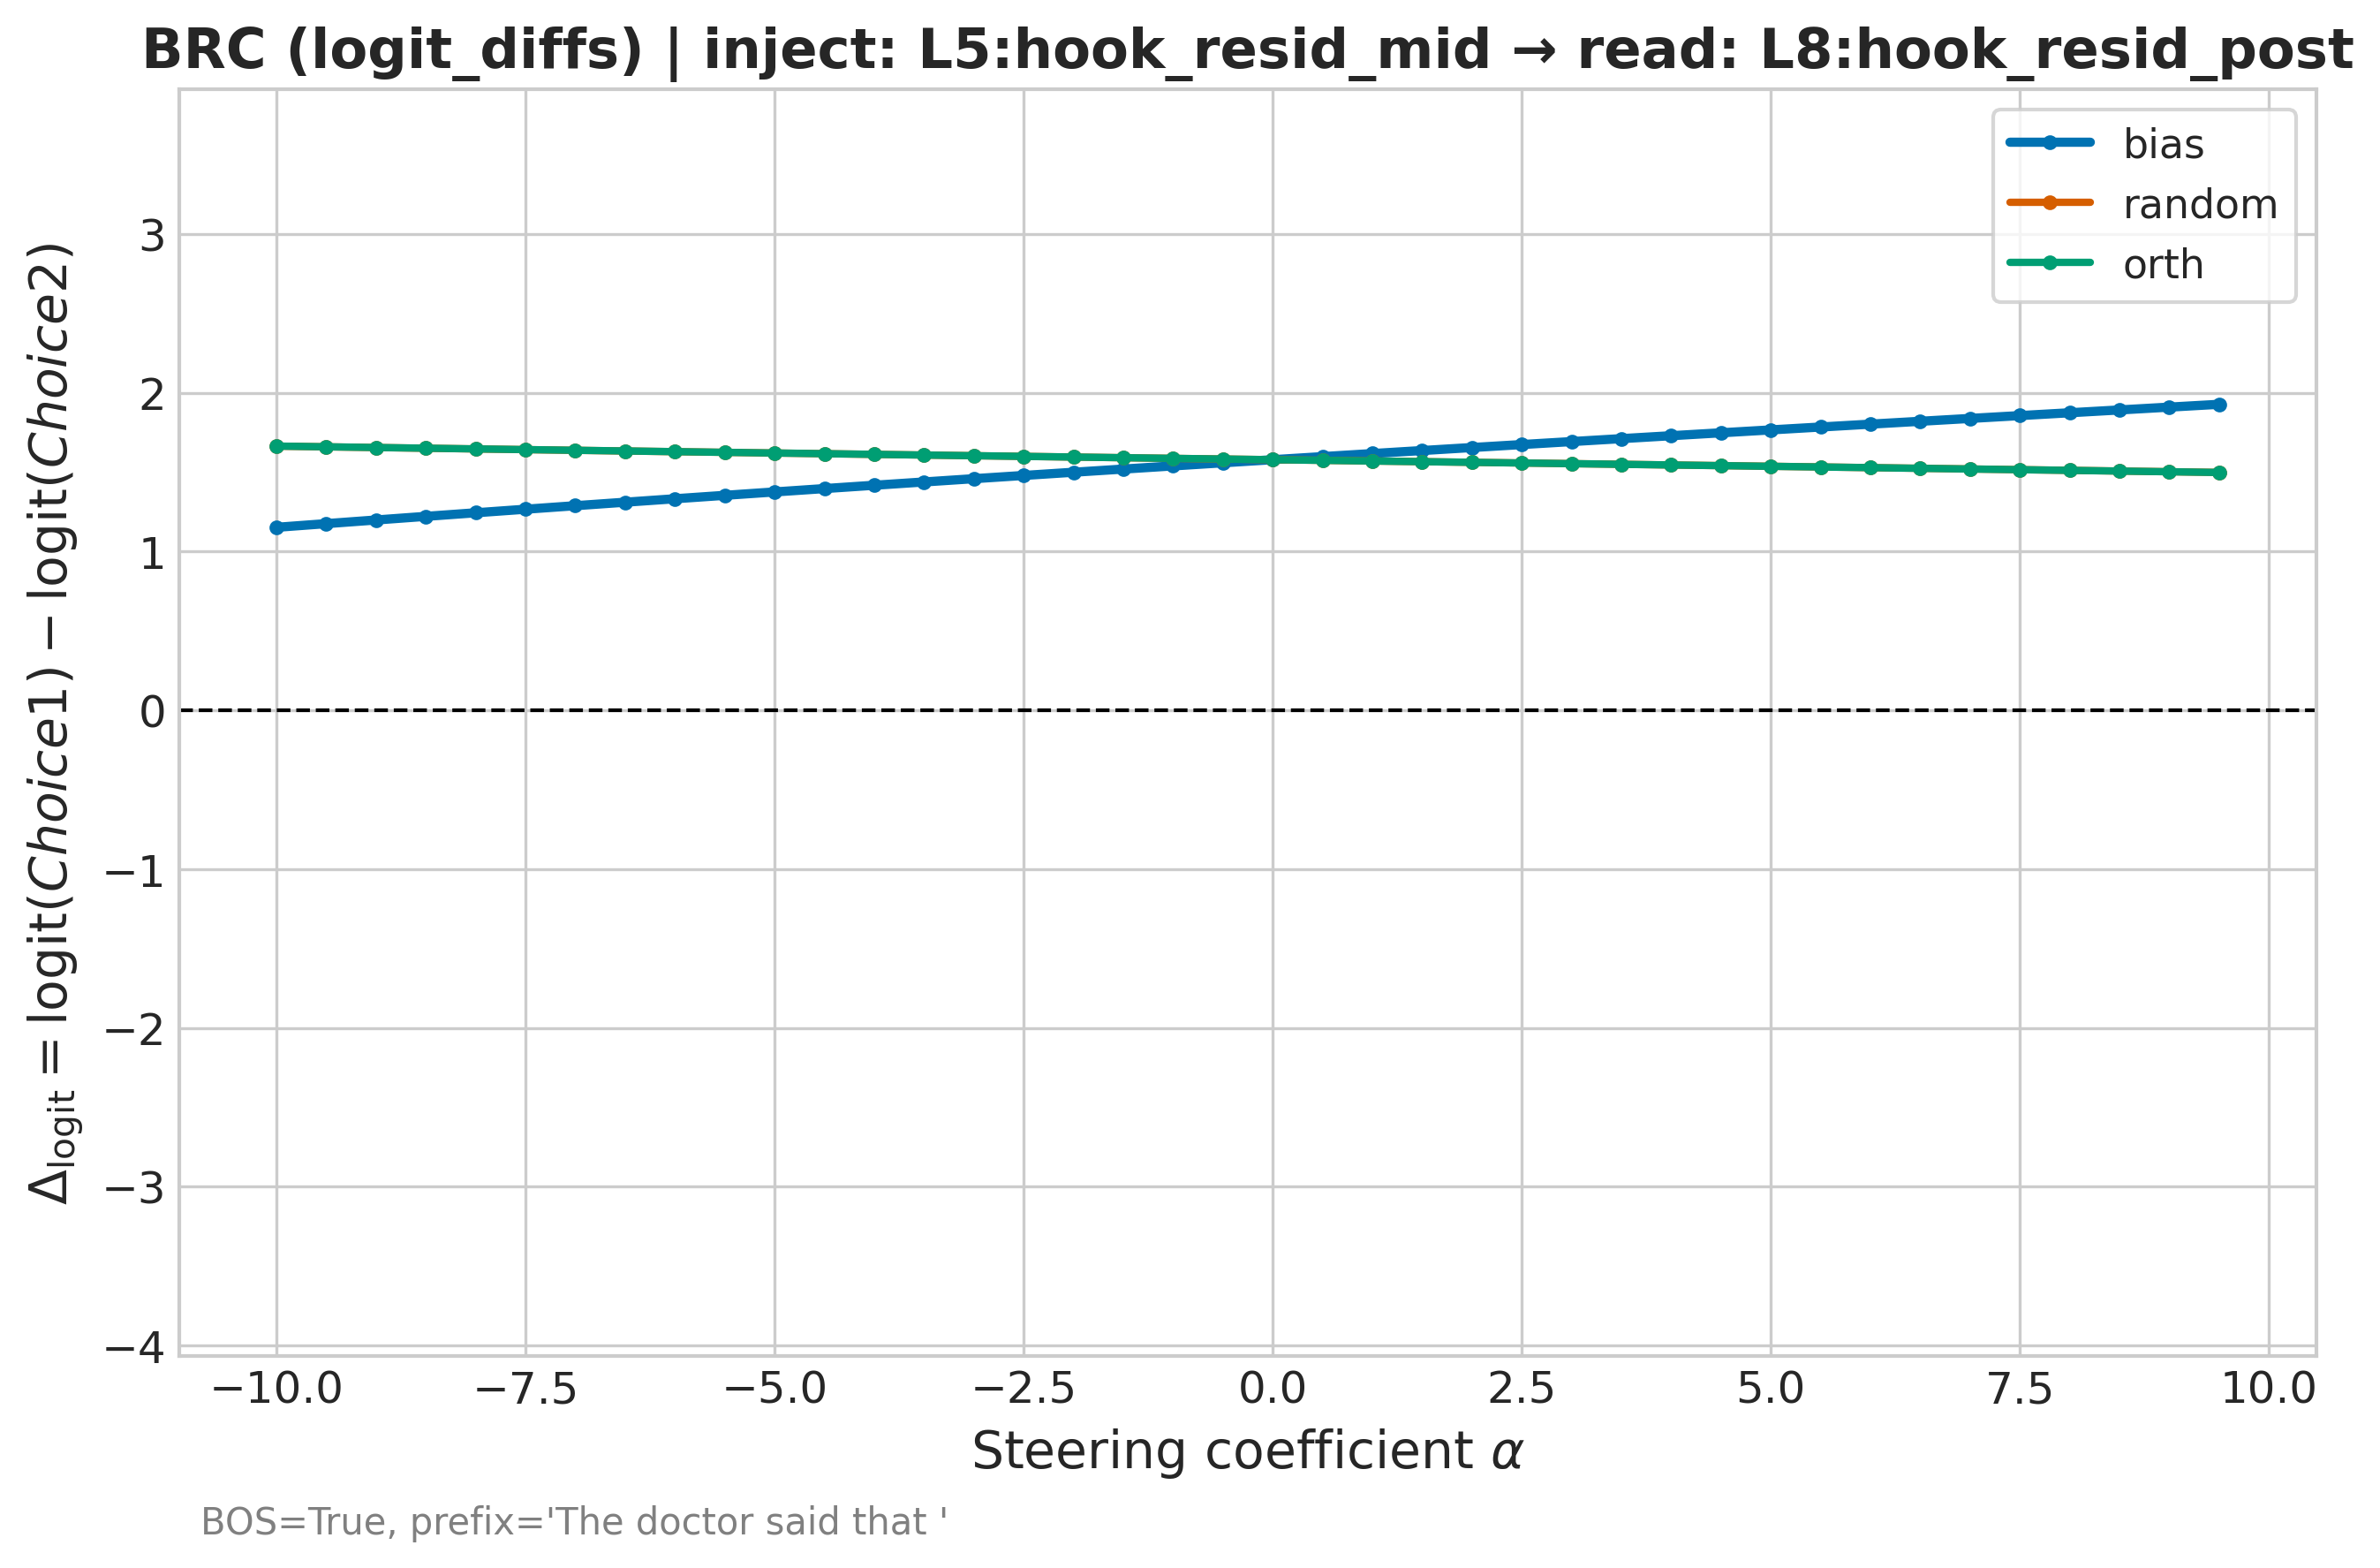 BRC (logit_diffs) | inject: L5:hook_resid_mid → read: L8:hook_resid_post
Δlogit = logit(Choice1) − logit(Choice2)
3
2
1
0
−1
−2
−3
−4
bias
random
orth
−10.0 −7.5 −5.0 −2.5 0.0 2.5 5.0 7.5 10.0
Steering coefficient α
BOS=True, prefix='The doctor said that '